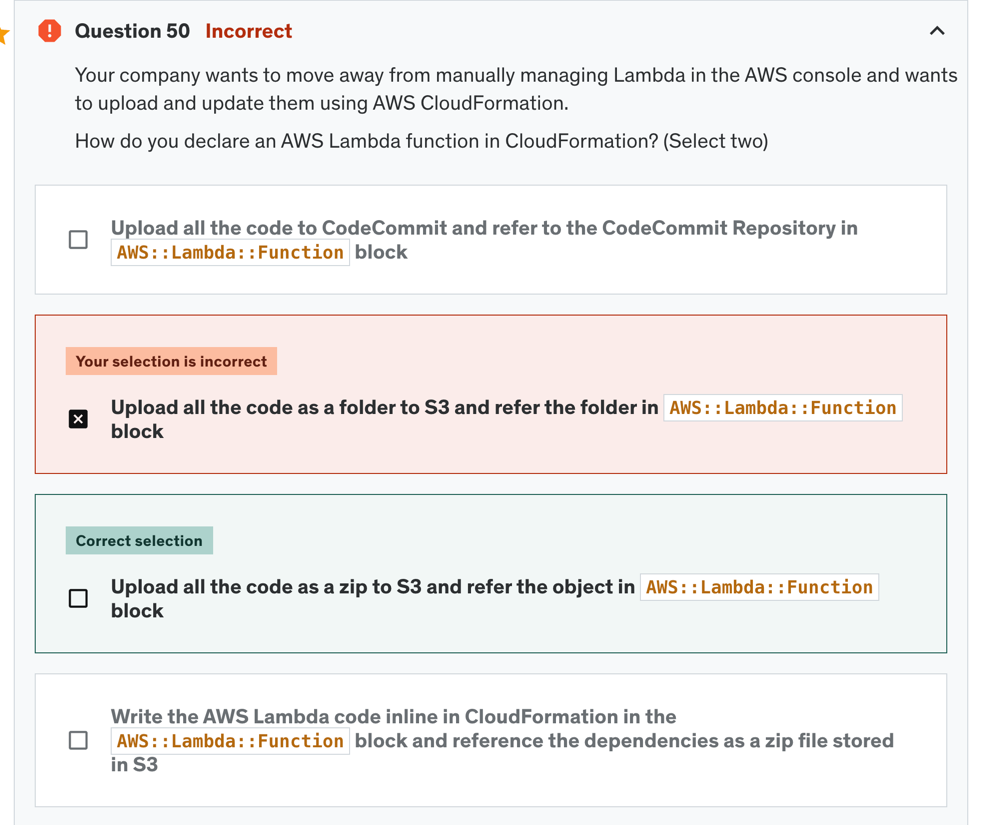 Question 50 Incorrect
Your company wants to move away from manually managing Lambda in the AWS console and wants
to upload and update them using AWS CloudFormation.
How do you declare an AWS Lambda function in CloudFormation? (Select two)
Upload all the code to CodeCommit and refer to the CodeCommit Repository in
AWS::Lambda::Function block
Your selection is incorrect
Upload all the code as a folder to S3 and refer the folder in AWS::Lambda::Function
block
Correct selection
Upload all the code as a zip to S3 and refer the object in AWS::Lambda::Function
block
Write the AWS Lambda code inline in CloudFormation in the
AWS::Lambda::Function block and reference the dependencies as a zip file stored
in S3